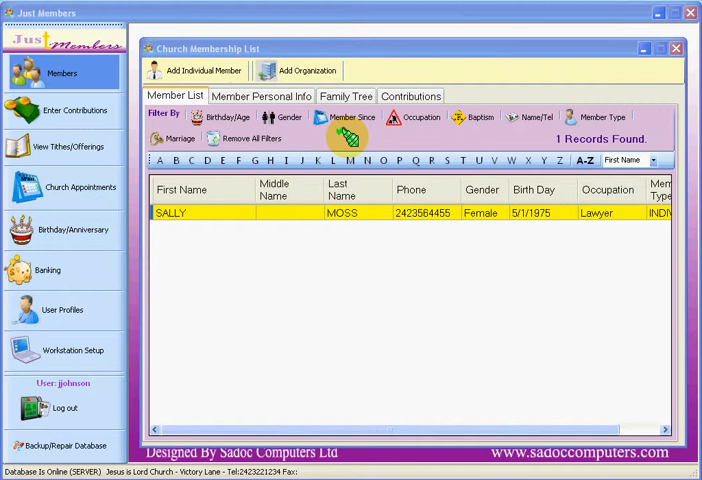 Just Members
Just Members
Members
Enter Contributions
View Tithes/Offerings
Church Appointments
Birthday/Anniversary
Banking
User Profiles
Workstation Setup
User: jjohnson
Log out
Backup/Repair Database
Church Membership List
Add Individual Member Add Organization
Member List Member Personal Info Family Tree Contributions
Filter By Birthday/Age Gender Member Since Occupation Baptism Name/Tel Member Type
Marriage Remove All Filters 1 Records Found.
A B C D E F G H I J K L M N O P Q R S T U V W X Y Z A-Z First Name
First Name Middle Name Last Name Phone Gender Birth Day Occupation Mem Type
SALLY MOSS 2423564455 Female 5/1/1975 Lawyer INDIV
Designed By Sadoc Computers Ltd www.sadoccomputers.com
Database Is Online (SERVER) Jesus is Lord Church - Victory Lane - Tel:2423221234 Fax: